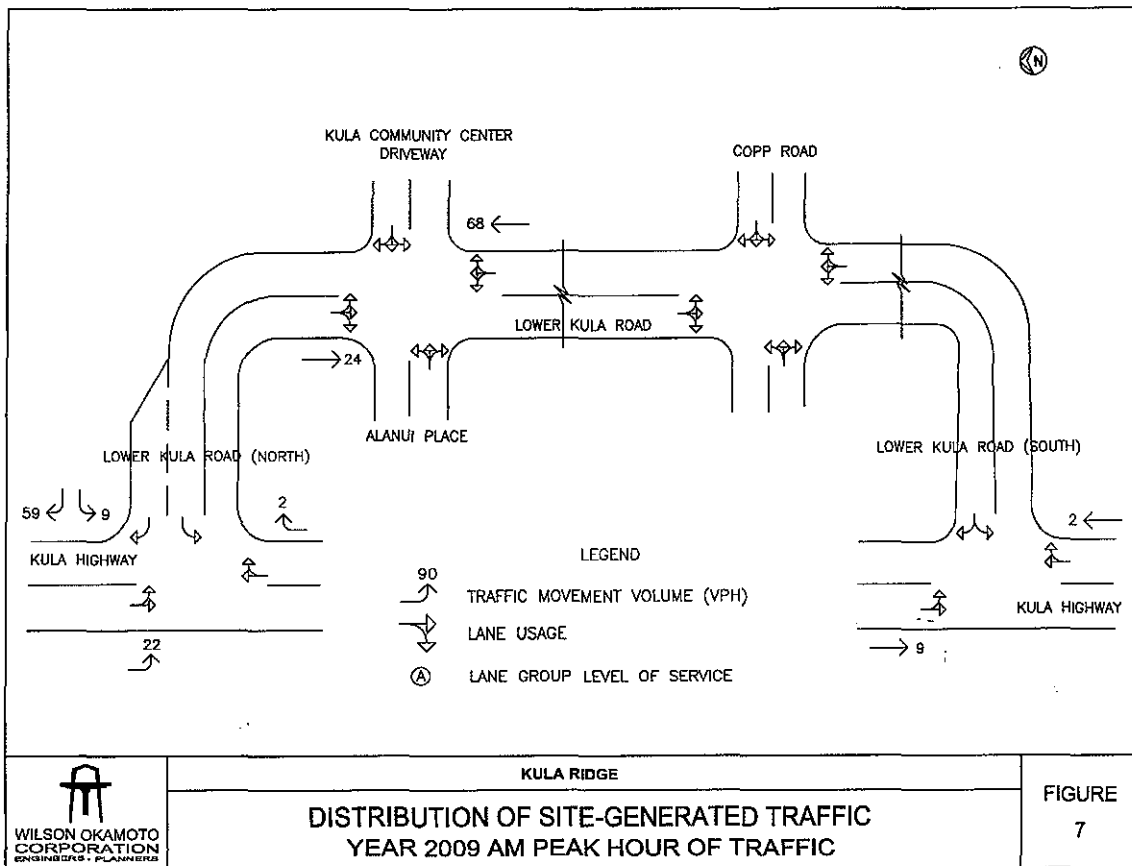 N
KULA COMMUNITY CENTER
DRIVEWAY
COPP ROAD
68
LOWER KULA ROAD
24
ALANUI PLACE
LOWER KULA ROAD (NORTH)
LOWER KULA ROAD (SOUTH)
59
9
2
2
KULA HIGHWAY
LEGEND
90
TRAFFIC MOVEMENT VOLUME (VPH)
KULA HIGHWAY
LANE USAGE
22
9
A
LANE GROUP LEVEL OF SERVICE
WILSON OKAMOTO
CORPORATION
ENGINEERS • PLANNERS
KULA RIDGE
DISTRIBUTION OF SITE-GENERATED TRAFFIC
YEAR 2009 AM PEAK HOUR OF TRAFFIC
FIGURE
7